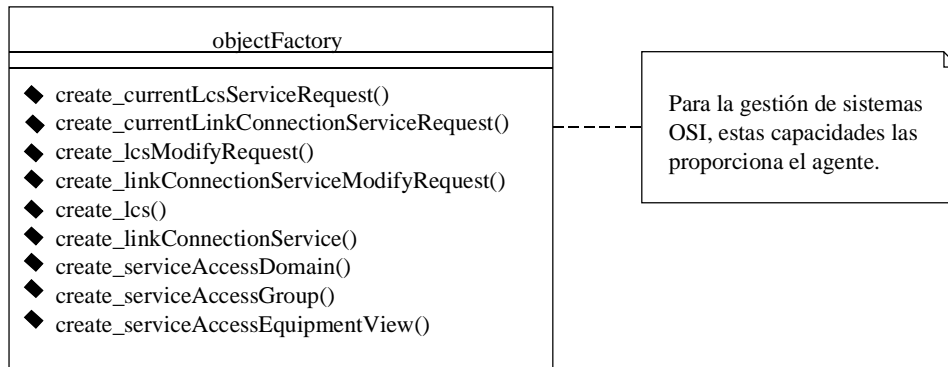 objectFactory
create_currentLcsServiceRequest()
create_currentLinkConnectionServiceRequest()
create_lcsModifyRequest()
create_linkConnectionServiceModifyRequest()
create_lcs()
create_linkConnectionService()
create_serviceAccessDomain()
create_serviceAccessGroup()
create_serviceAccessEquipmentView()
Para la gestión de sistemas
OSI, estas capacidades las
proporciona el agente.